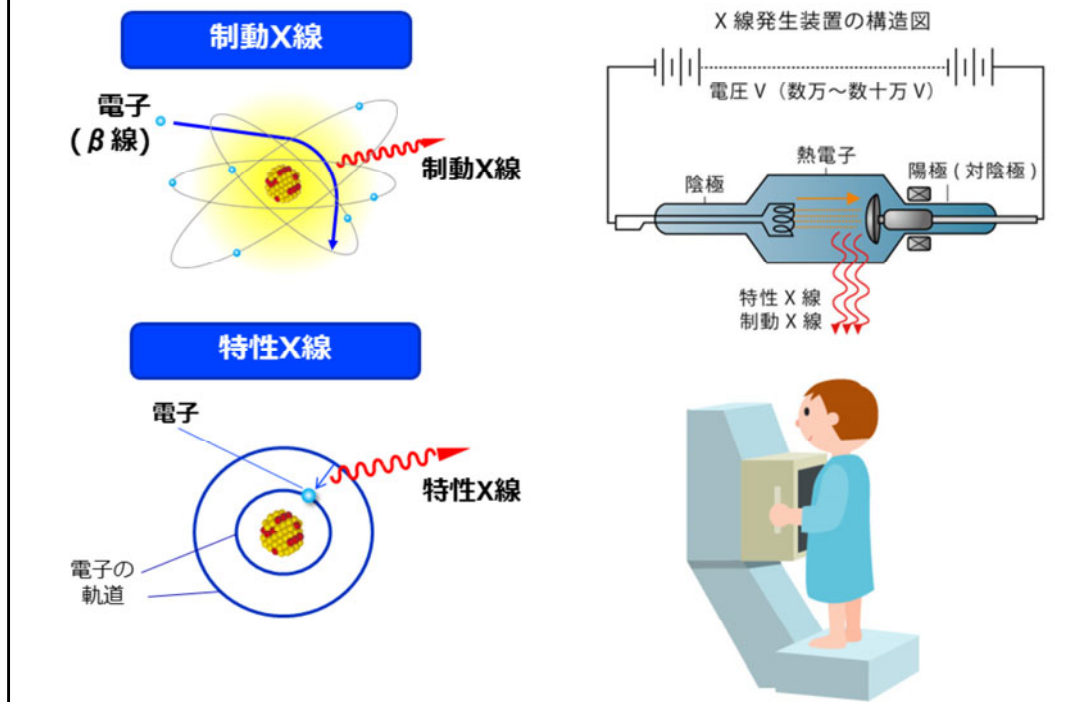 制動X線
電子
(β線)
制動X線
特性X線
電子
特性X線
電子の
軌道
X線発生装置の構造図
電圧V（数万～数十万V）
熱電子
陰極
陽極(対陰極)
特性X線
制動X線